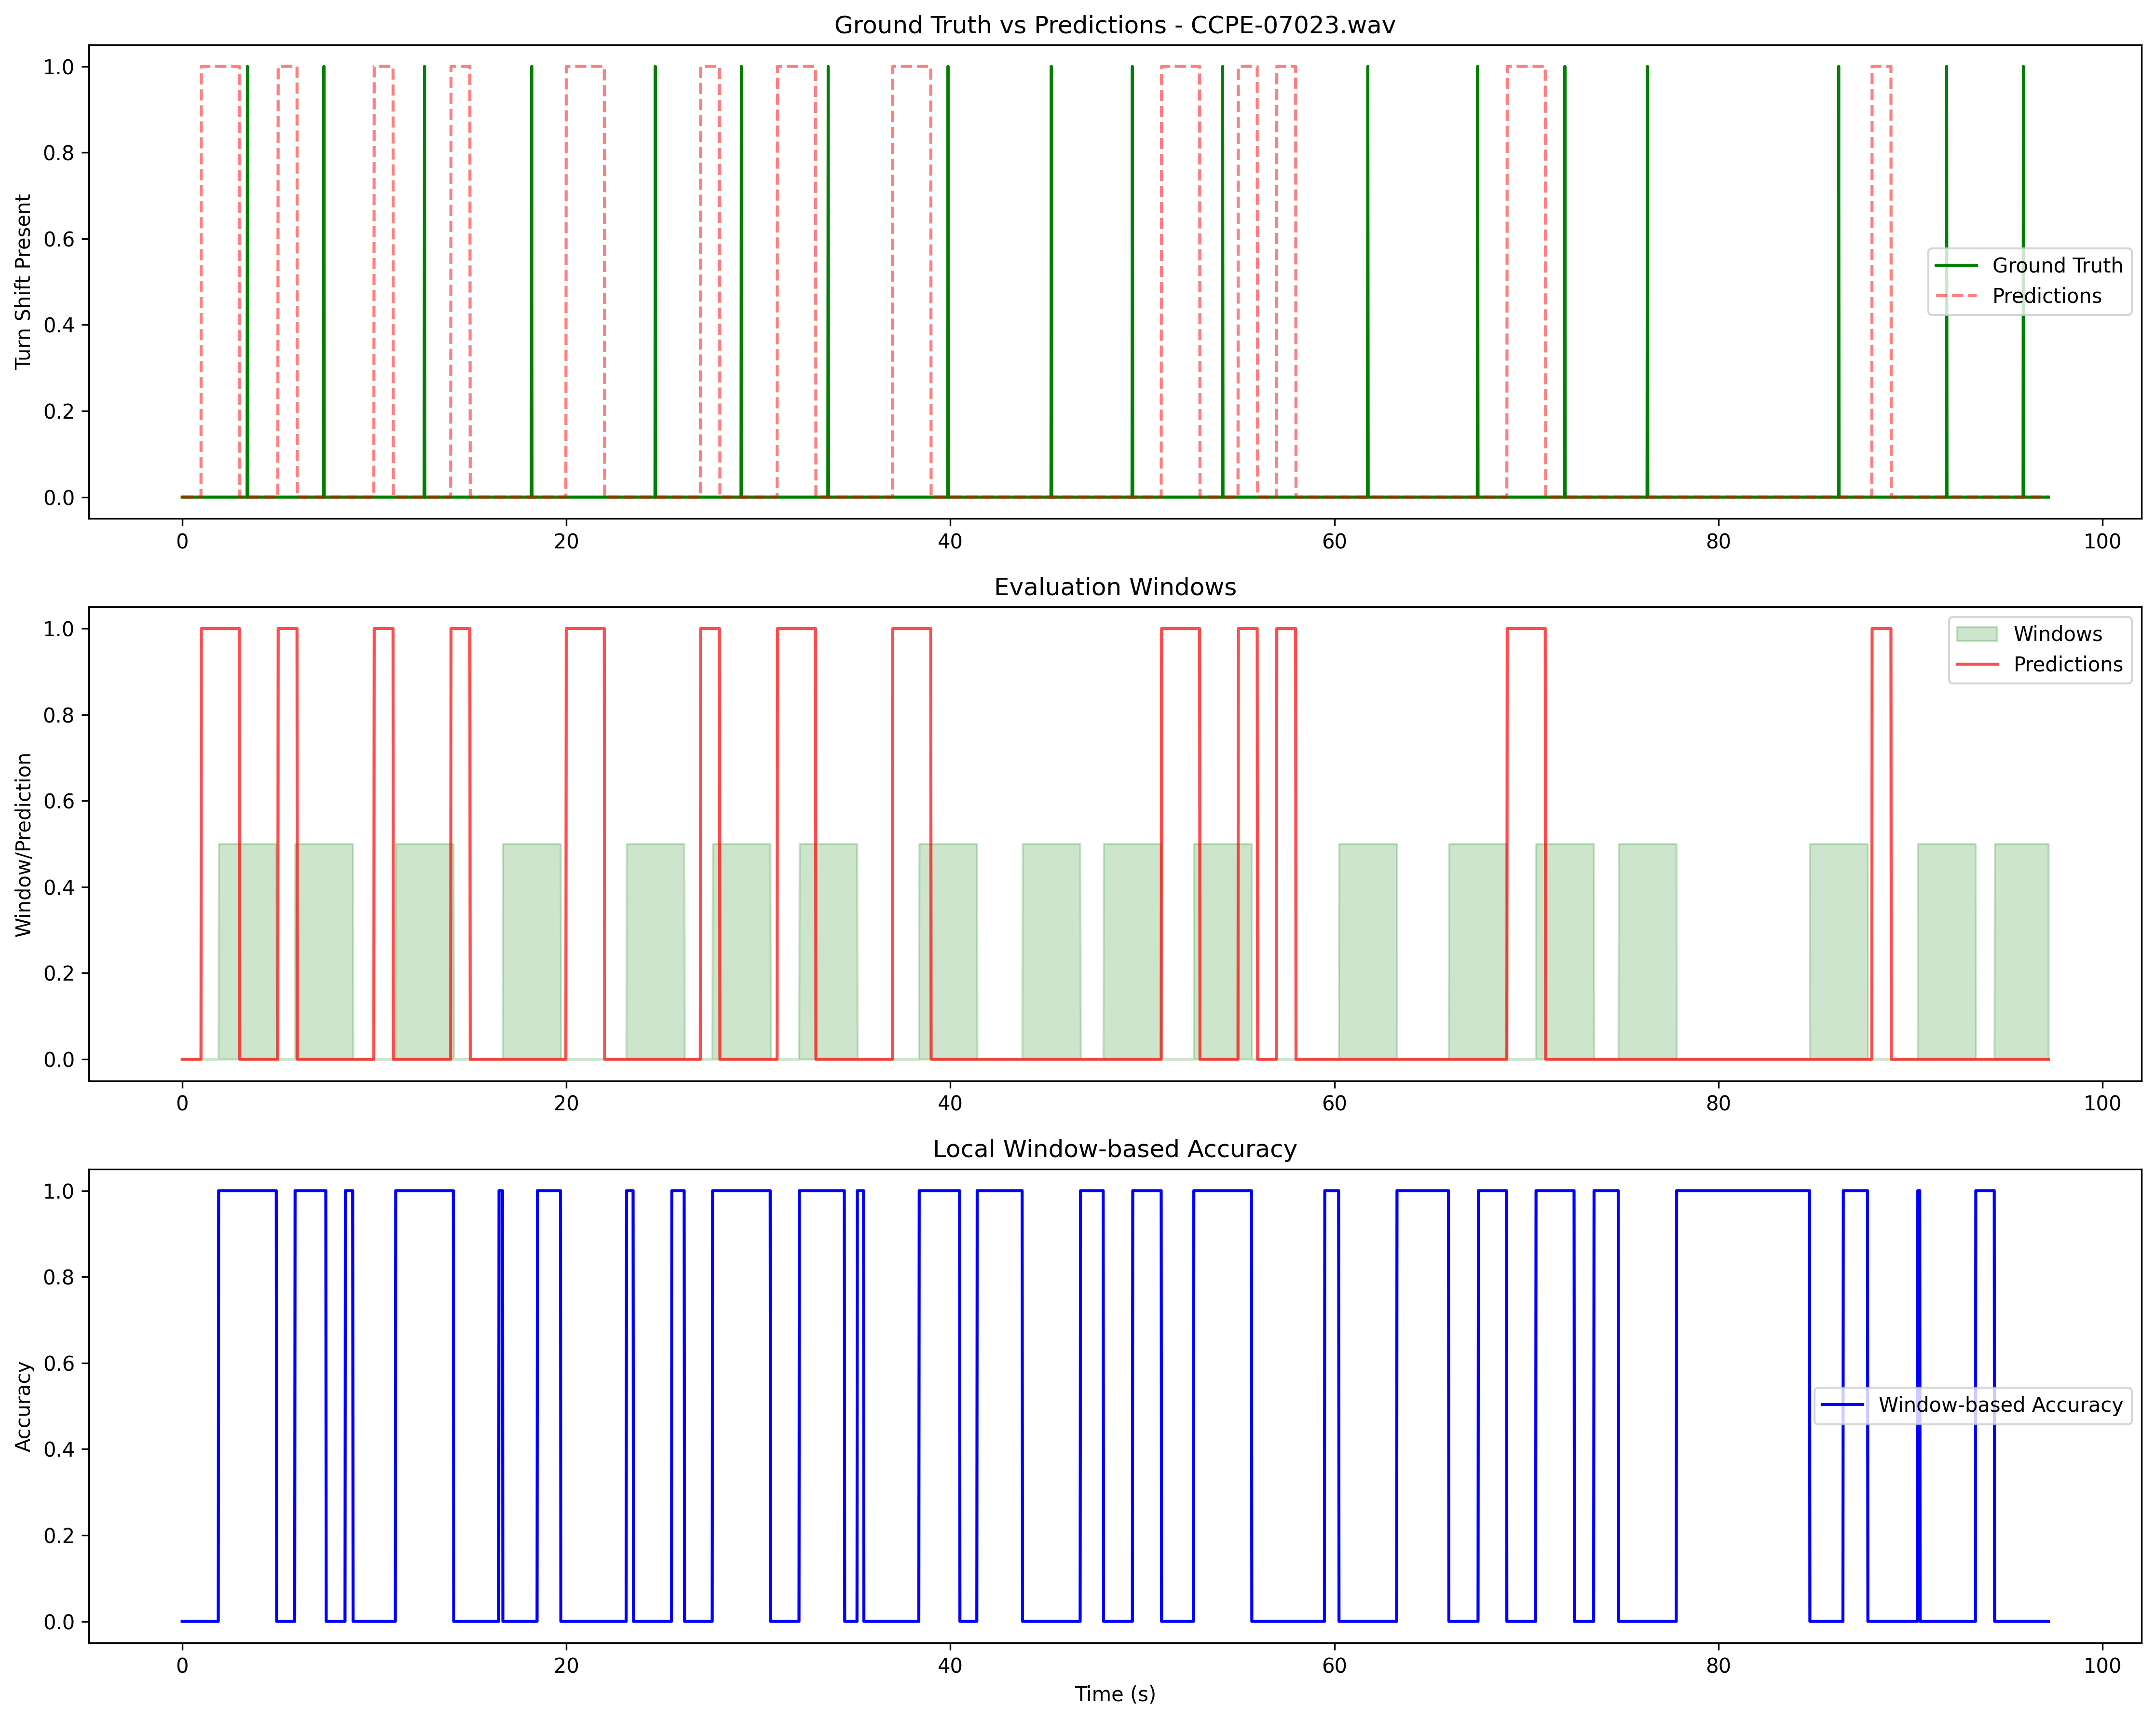 Ground Truth vs Predictions - CCPE-07023.wav
Turn Shift Present
1.0
0.8
0.6
0.4
0.2
0.0
Ground Truth
Predictions
0 20 40 60 80 100
Evaluation Windows
Window/Prediction
1.0
0.8
0.6
0.4
0.2
0.0
Windows
Predictions
0 20 40 60 80 100
Local Window-based Accuracy
Accuracy
1.0
0.8
0.6
0.4
0.2
0.0
Window-based Accuracy
0 20 40 60 80 100
Time (s)